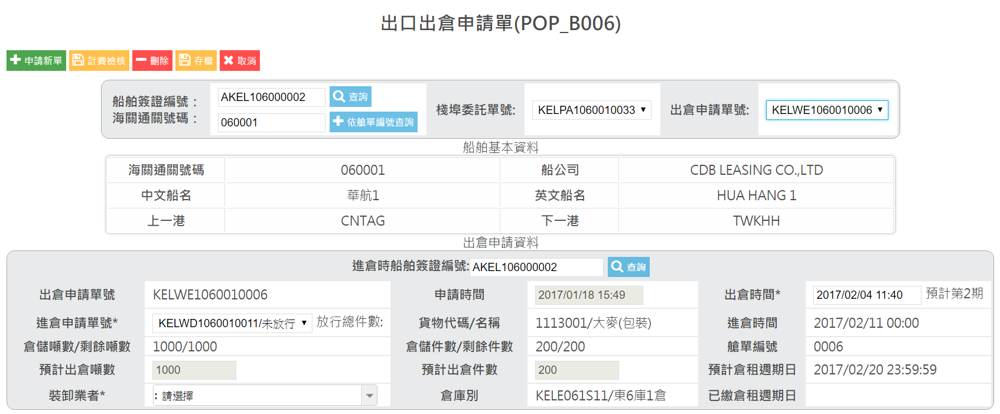 出口出倉申請單(POP_B006)
申請新單 計費檢核 刪除 存檔 取消
船舶簽證編號： AKEL106000002 查詢
海關通關號碼： 060001 依艙單編號查詢
棧埠委託單號: KELPA1060010033 出倉申請單號: KELWE1060010006
船舶基本資料
海關通關號碼 060001 船公司 CDB LEASING CO.,LTD
中文船名 華航1 英文船名 HUA HANG 1
上一港 CNTAG 下一港 TWKHH
出倉申請資料
進倉時船舶簽證編號: AKEL106000002 查詢
出倉申請單號 KELWE1060010006 申請時間 2017/01/18 15:49 出倉時間* 2017/02/04 11:40 預計第2期
進倉申請單號* KELWD1060010011/未放行 放行總件數: 貨物代碼/名稱 1113001/大麥(包裝) 進倉時間 2017/02/11 00:00
倉儲噸數/剩餘噸數 1000/1000 倉儲件數/剩餘件數 200/200 艙單編號 0006
預計出倉噸數 1000 預計出倉件數 200 預計倉租週期日 2017/02/20 23:59:59
裝卸業者* : 請選擇 倉庫別 KELE061S11/東6庫1倉 已繳倉租週期日